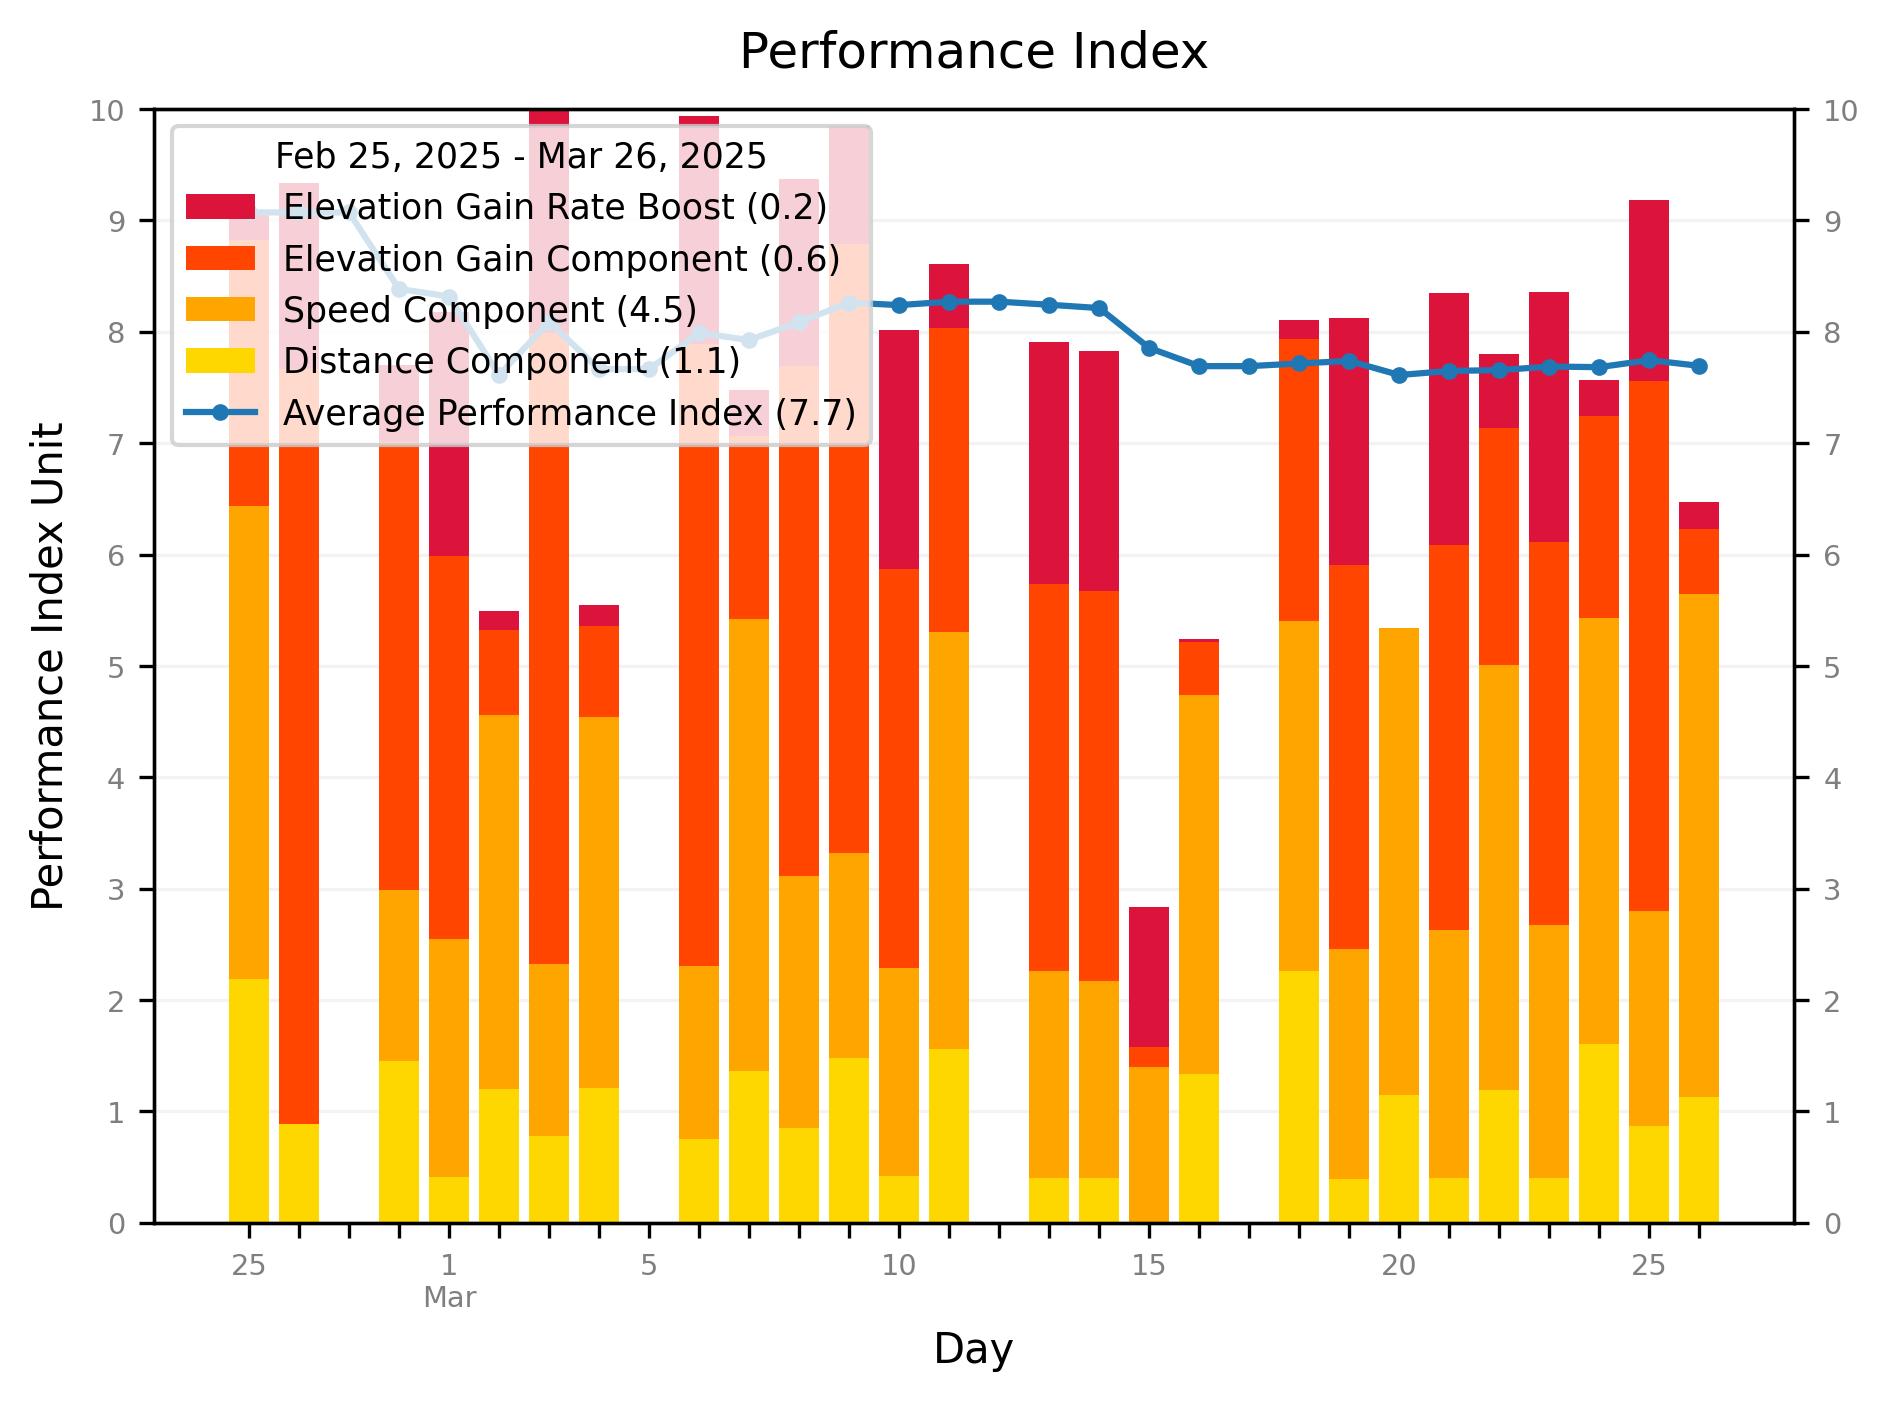 Performance Index
Feb 25, 2025 - Mar 26, 2025
Elevation Gain Rate Boost (0.2)
Elevation Gain Component (0.6)
Speed Component (4.5)
Distance Component (1.1)
Average Performance Index (7.7)
Performance Index Unit
10
9
8
7
6
5
4
3
2
1
0
10
9
8
7
6
5
4
3
2
1
0
25 1 5 10 15 20 25
Mar
Day